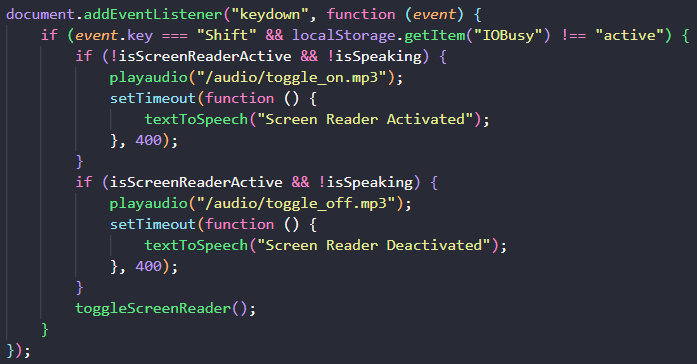 document.addEventListener("keydown", function (event) {
    if (event.key === "Shift" && localStorage.getItem("IOBusy") !== "active") {
        if (!isScreenReaderActive && !isSpeaking) {
            playaudio("/audio/toggle_on.mp3");
            setTimeout(function () {
                textToSpeech("Screen Reader Activated");
            }, 400);
        }
        if (isScreenReaderActive && !isSpeaking) {
            playaudio("/audio/toggle_off.mp3");
            setTimeout(function () {
                textToSpeech("Screen Reader Deactivated");
            }, 400);
        }
        toggleScreenReader();
    }
});